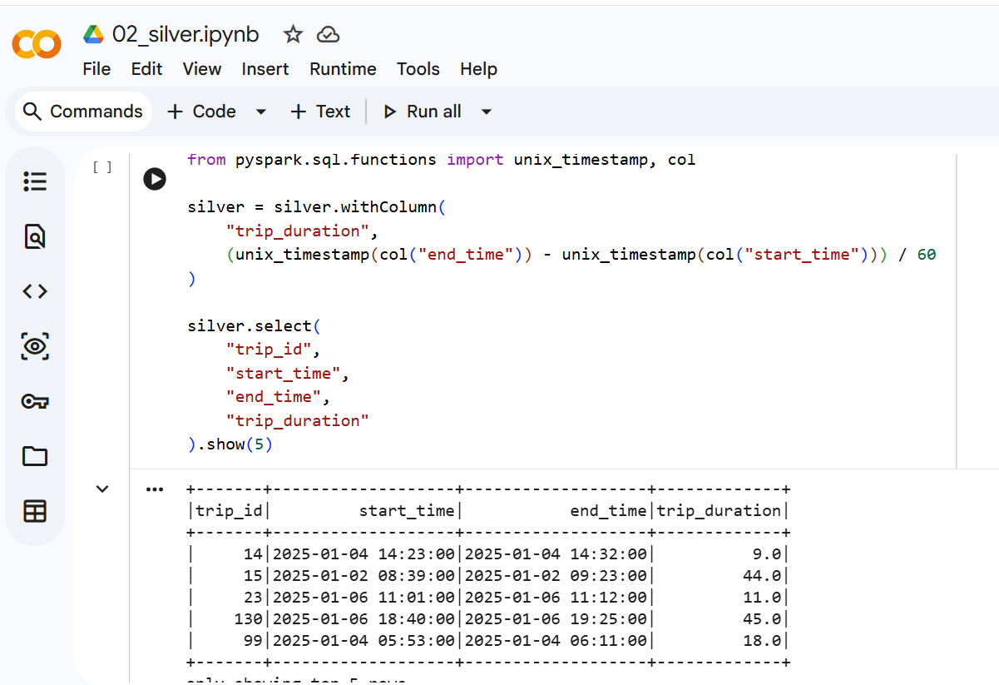 02_silver.ipynb
File Edit View Insert Runtime Tools Help
Commands + Code + Text Run all
[ ]
from pyspark.sql.functions import unix_timestamp, col
silver = silver.withColumn(
    "trip_duration",
    (unix_timestamp(col("end_time")) - unix_timestamp(col("start_time"))) / 60
)
silver.select(
    "trip_id",
    "start_time",
    "end_time",
    "trip_duration"
).show(5)
+-------+-------------------+-------------------+-------------+
|trip_id|         start_time|           end_time|trip_duration|
+-------+-------------------+-------------------+-------------+
|     14|2025-01-04 14:23:00|2025-01-04 14:32:00|          9.0|
|     15|2025-01-02 08:39:00|2025-01-02 09:23:00|         44.0|
|     23|2025-01-06 11:01:00|2025-01-06 11:12:00|         11.0|
|    130|2025-01-06 18:40:00|2025-01-06 19:25:00|         45.0|
|     99|2025-01-04 05:53:00|2025-01-04 06:11:00|         18.0|
+-------+-------------------+-------------------+-------------+
only showing top 5 rows